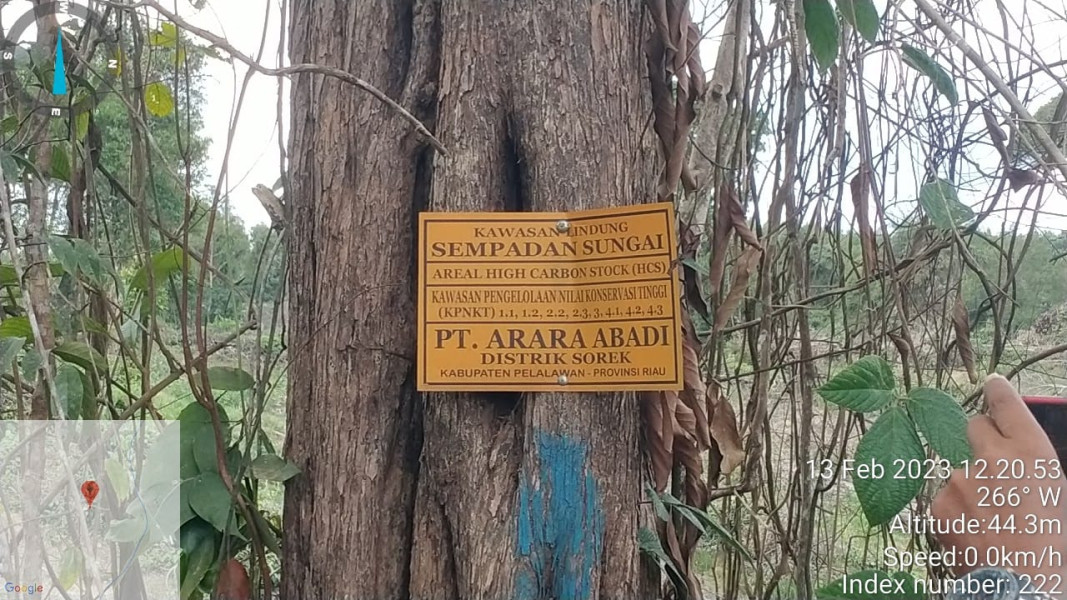 KAWASAN LINDUNG
SEMPADAN SUNGAI
AREAL HIGH CARBON STOCK (HCS)
KAWASAN PENGELOLAAN NILAI KONSERVASI TINGGI
(KPNKT) 1.1, 1.2, 2.2, 2.3, 3, 4.1, 4.2, 4.3
PT. ARARA ABADI
DISTRIK SOREK
KABUPATEN PELALAWAN - PROVINSI RIAU
S
N
E
13 Feb 2023 12.20.53
266° W
Altitude:44.3m
Speed:0.0km/h
Index number: 222
Google